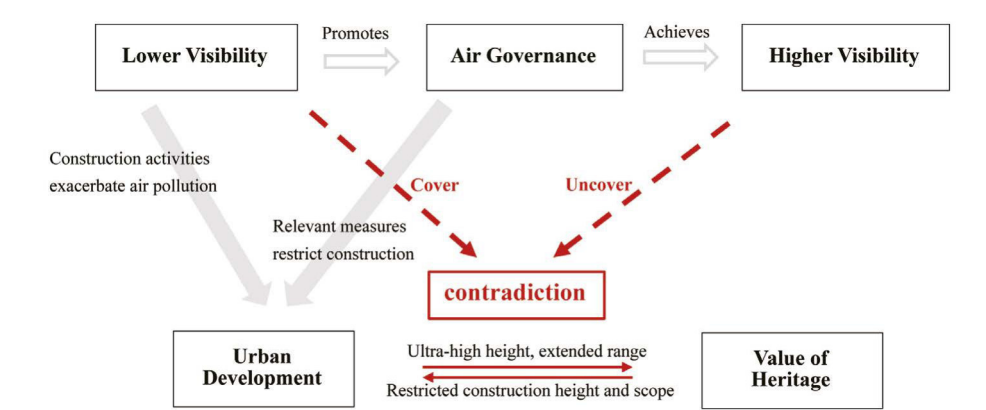 Promotes
Achieves
Lower Visibility
Air Governance
Higher Visibility
Construction activities
exacerbate air pollution
Cover
Uncover
Relevant measures
restrict construction
contradiction
Urban
Development
Ultra-high height, extended range
Restricted construction height and scope
Value of
Heritage